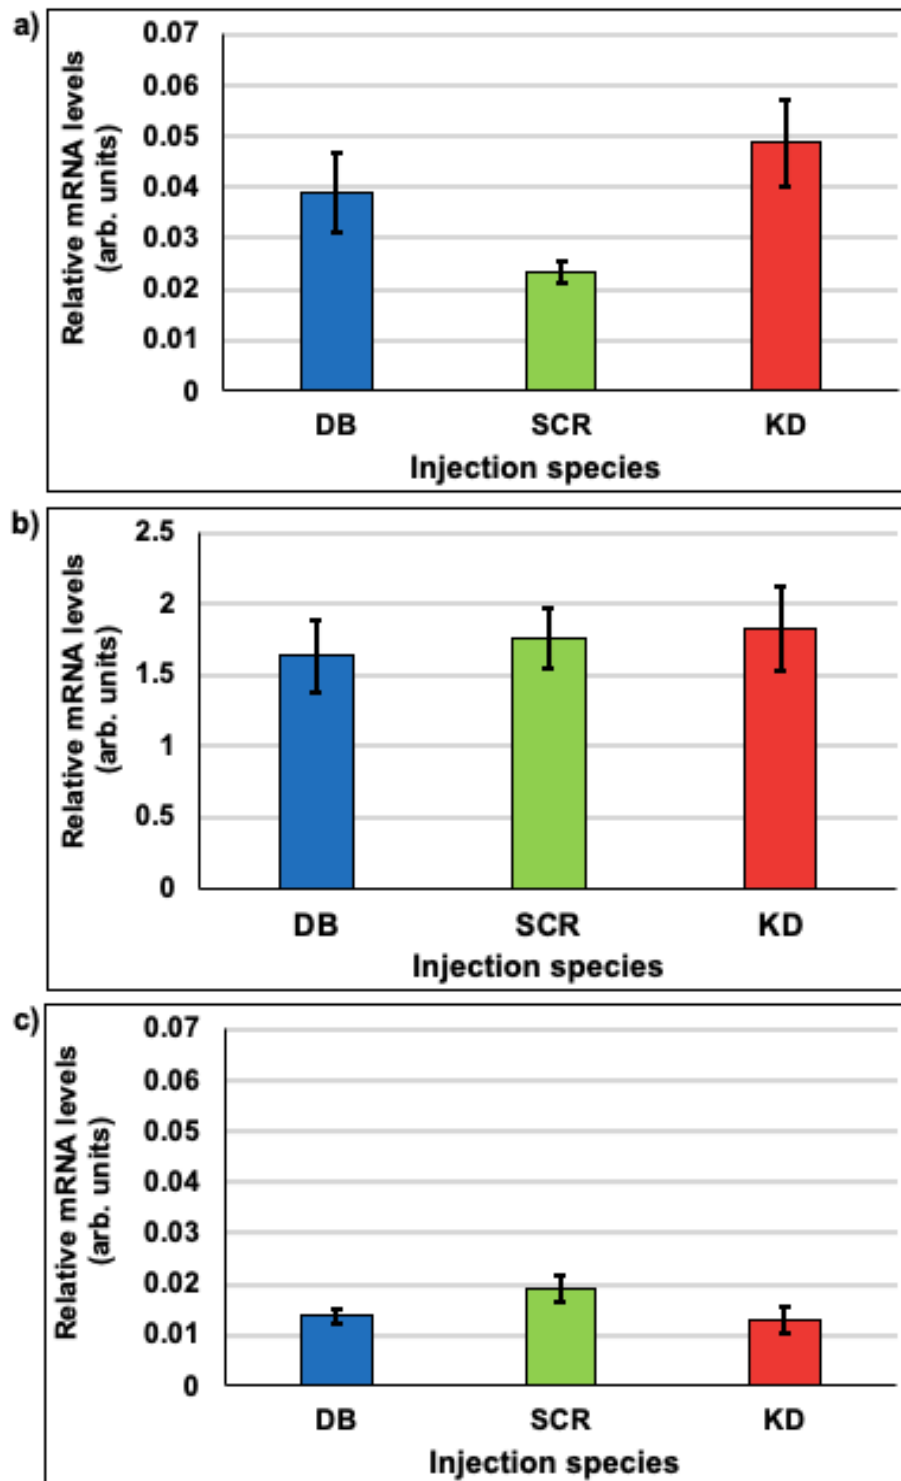 a)
Relative mRNA levels
(arb. units)
0.07
0.06
0.05
0.04
0.03
0.02
0.01
0
DB SCR KD
Injection species
b)
Relative mRNA levels
(arb. units)
2.5
2
1.5
1
0.5
0
DB SCR KD
Injection species
c)
Relative mRNA levels
(arb. units)
0.07
0.06
0.05
0.04
0.03
0.02
0.01
0
DB SCR KD
Injection species